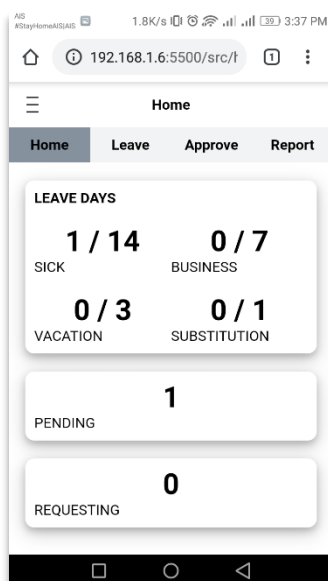 AIS
#StayHomeAIS|AIS 1.8K/s 39 3:37 PM
192.168.1.6:5500/src/h 1
Home
Home Leave Approve Report
LEAVE DAYS
1 / 14 0 / 7
SICK BUSINESS
0 / 3 0 / 1
VACATION SUBSTITUTION
1
PENDING
0
REQUESTING